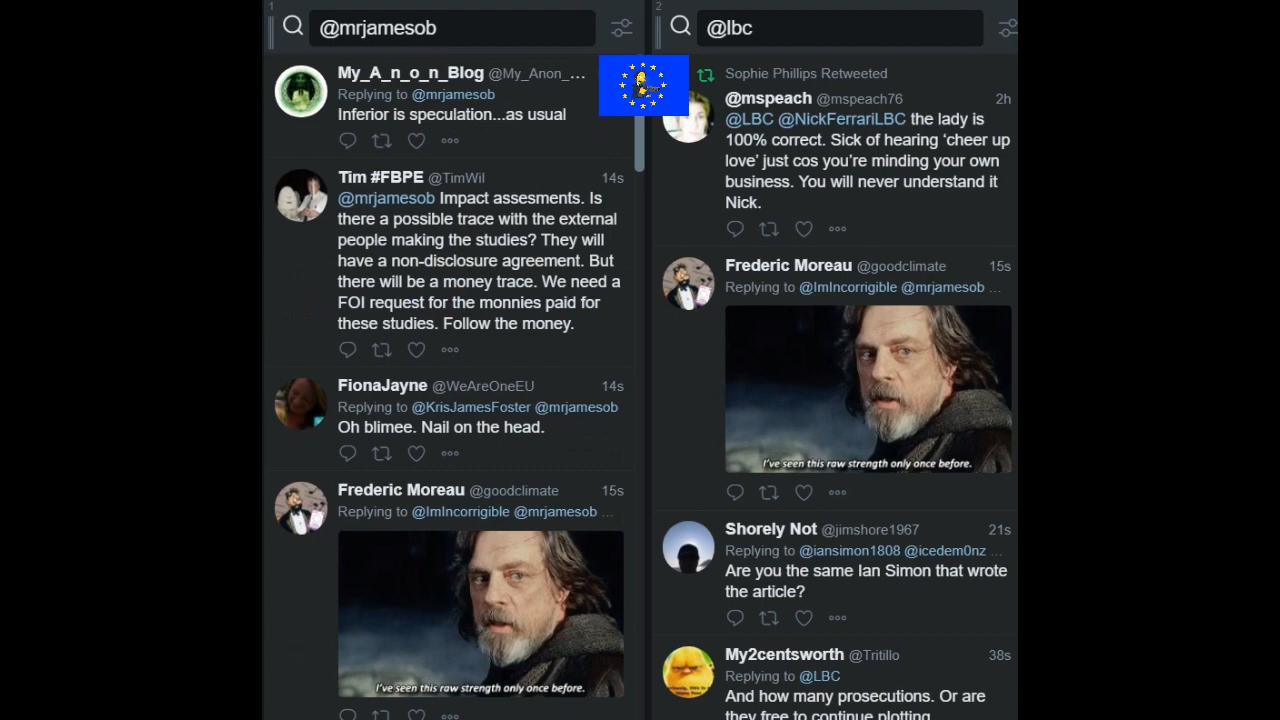 1
@mrjamesob
My_A_n_o_n_Blog @My_Anon_...
Replying to @mrjamesob
Inferior is speculation...as usual
Tim #FBPE @TimWil 14s
@mrjamesob Impact assesments. Is
there a possible trace with the external
people making the studies? They will
have a non-disclosure agreement. But
there will be a money trace. We need a
FOI request for the monnies paid for
these studies. Follow the money.
FionaJayne @WeAreOneEU 14s
Replying to @KrisJamesFoster @mrjamesob
Oh blimee. Nail on the head.
Frederic Moreau @goodclimate 15s
Replying to @ImIncorrigible @mrjamesob ...
I've seen this raw strength only once before.
2
@lbc
Sophie Phillips Retweeted
@mspeach @mspeach76 2h
@LBC @NickFerrariLBC the lady is
100% correct. Sick of hearing ‘cheer up
love’ just cos you’re minding your own
business. You will never understand it
Nick.
Frederic Moreau @goodclimate 15s
Replying to @ImIncorrigible @mrjamesob ...
I've seen this raw strength only once before.
Shorely Not @jimshore1967 21s
Replying to @iansimon1808 @icedem0nz ...
Are you the same Ian Simon that wrote
the article?
My2centsworth @Tritillo 38s
Replying to @LBC
And how many prosecutions. Or are
they free to continue plotting